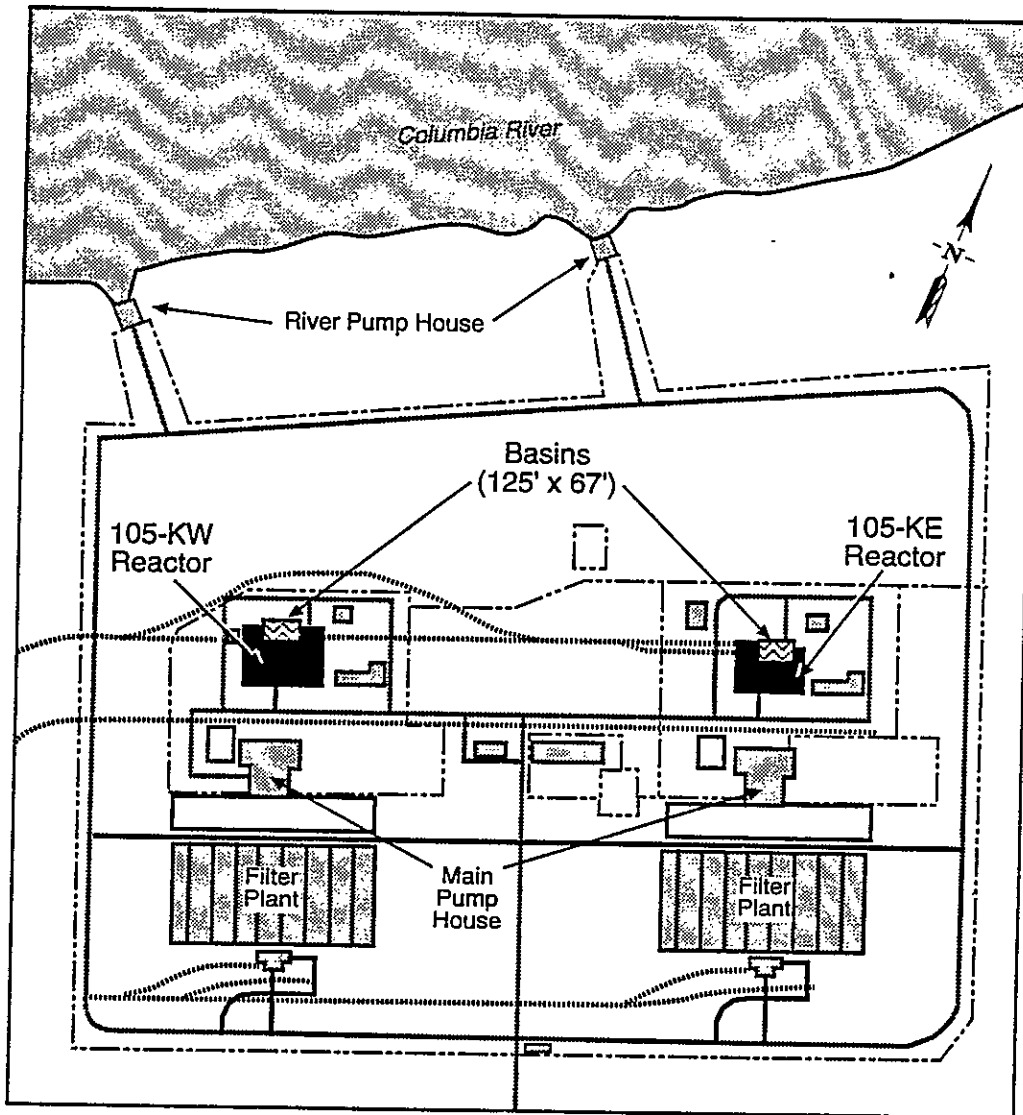 Columbia River
N
River Pump House
Basins
(125' x 67')
105-KW
Reactor
105-KE
Reactor
Filter
Plant
Main
Pump
House
Filter
Plant